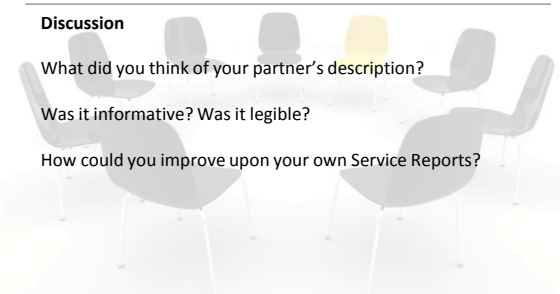 Discussion
What did you think of your partner’s description?
Was it informative? Was it legible?
How could you improve upon your own Service Reports?